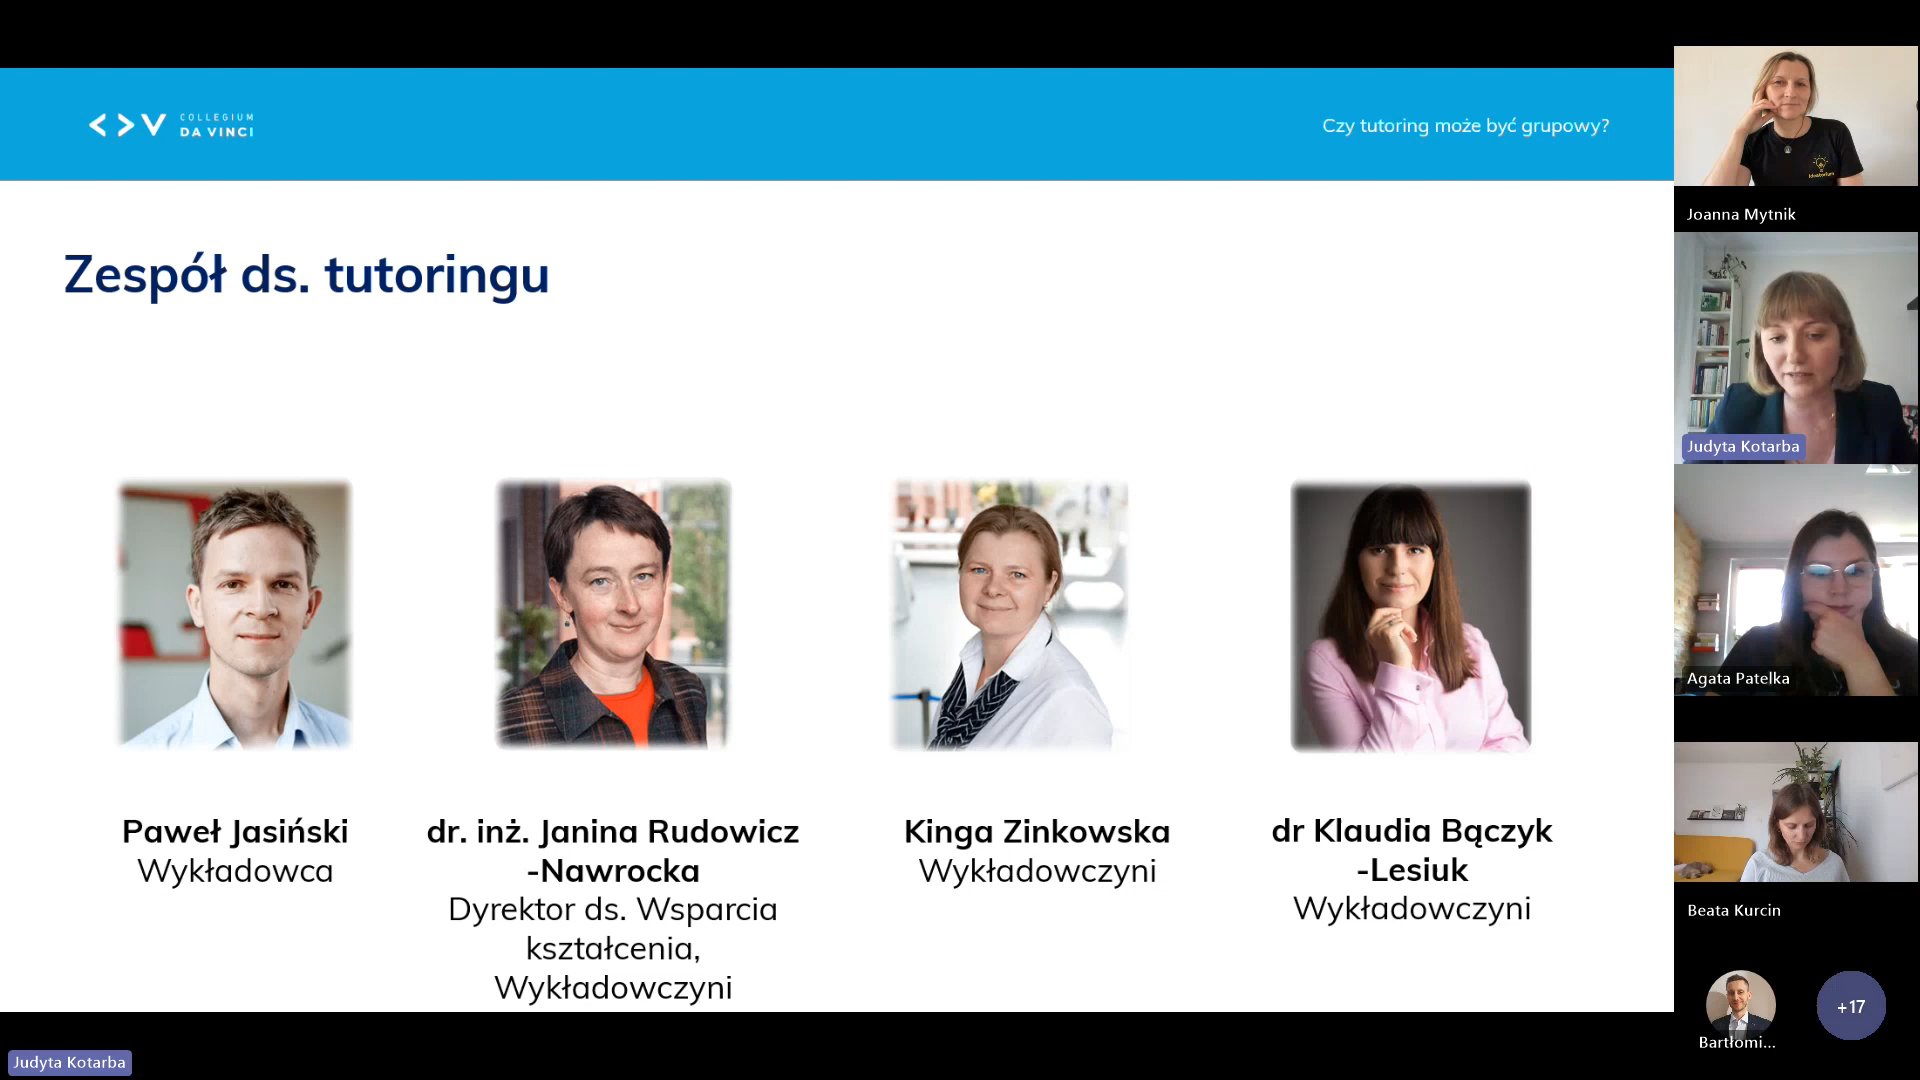 COLLEGIUM
DA VINCI
Czy tutoring może być grupowy?
Zespół ds. tutoringu
Paweł Jasiński
Wykładowca
dr. inż. Janina Rudowicz
-Nawrocka
Dyrektor ds. Wsparcia
kształcenia,
Wykładowczyni
Kinga Zinkowska
Wykładowczyni
dr Klaudia Bączyk
-Lesiuk
Wykładowczyni
Ideatorium
Joanna Mytnik
Judyta Kotarba
Agata Patelka
Beata Kurcin
Bartłomi...
+17
Judyta Kotarba